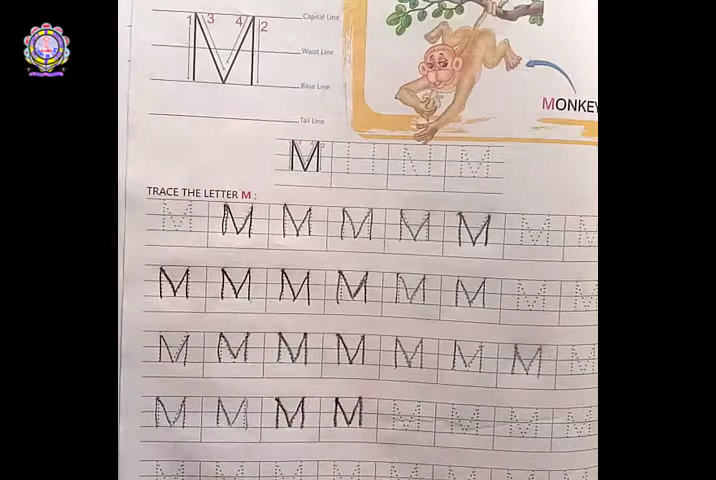 1 3 4 2
Capital Line
Waist Line
M
Base Line
MONKEY
Tail Line
M
TRACE THE LETTER M :
M M M M M M M M
M M M M M M M M
M M M M M M M M
M M M M M M M M
M M M M M M M M